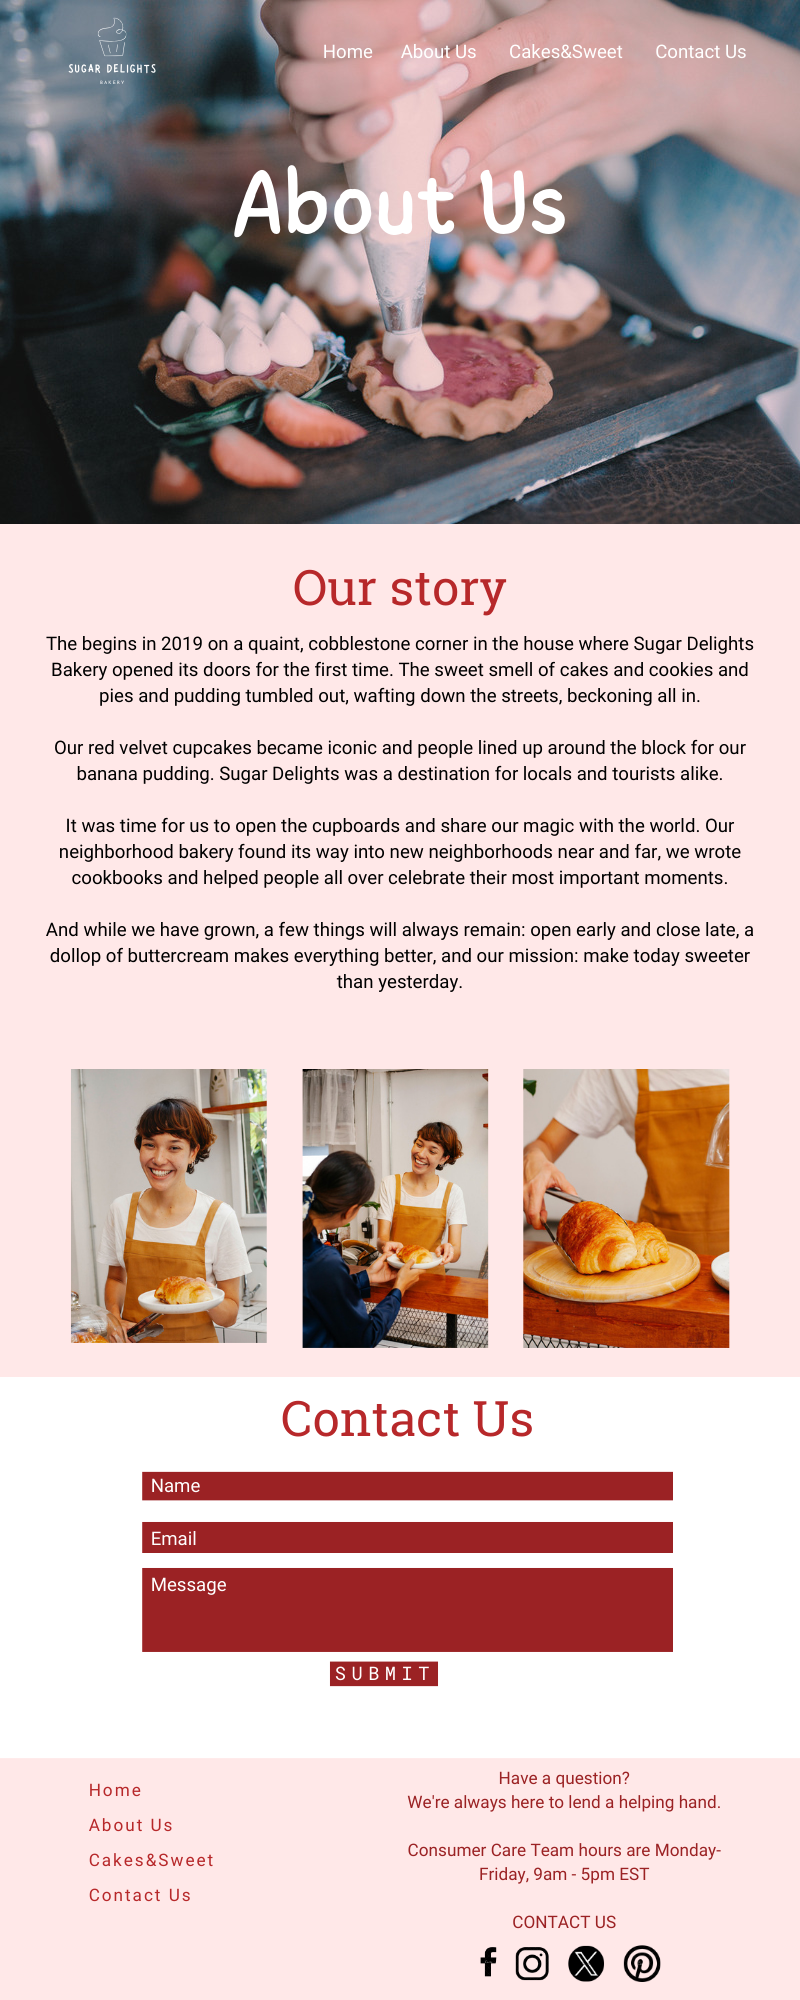 SUGAR DELIGHTS
BAKERY
Home About Us Cakes&Sweet Contact Us
About Us
Our story
The begins in 2019 on a quaint, cobblestone corner in the house where Sugar Delights
Bakery opened its doors for the first time. The sweet smell of cakes and cookies and
pies and pudding tumbled out, wafting down the streets, beckoning all in.
Our red velvet cupcakes became iconic and people lined up around the block for our
banana pudding. Sugar Delights was a destination for locals and tourists alike.
It was time for us to open the cupboards and share our magic with the world. Our
neighborhood bakery found its way into new neighborhoods near and far, we wrote
cookbooks and helped people all over celebrate their most important moments.
And while we have grown, a few things will always remain: open early and close late, a
dollop of buttercream makes everything better, and our mission: make today sweeter
than yesterday.
Contact Us
Name
Email
Message
SUBMIT
Home
About Us
Cakes&Sweet
Contact Us
Have a question?
We're always here to lend a helping hand.
Consumer Care Team hours are Monday-
Friday, 9am - 5pm EST
CONTACT US